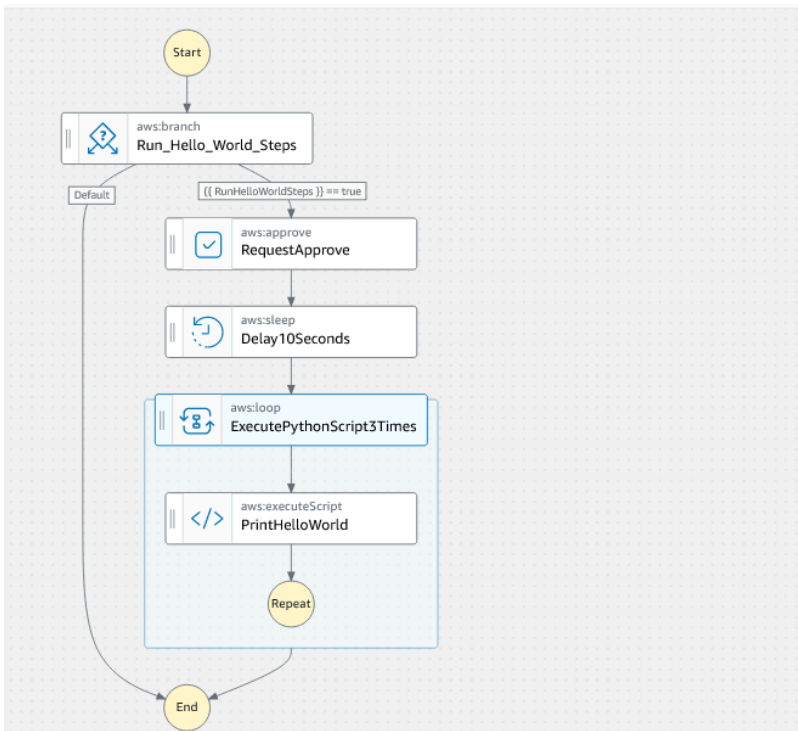 Start
aws:branch
Run_Hello_World_Steps
Default
{{ RunHelloWorldSteps }} == true
aws:approve
RequestApprove
aws:sleep
Delay10Seconds
aws:loop
ExecutePythonScript3Times
aws:executeScript
PrintHelloWorld
Repeat
End